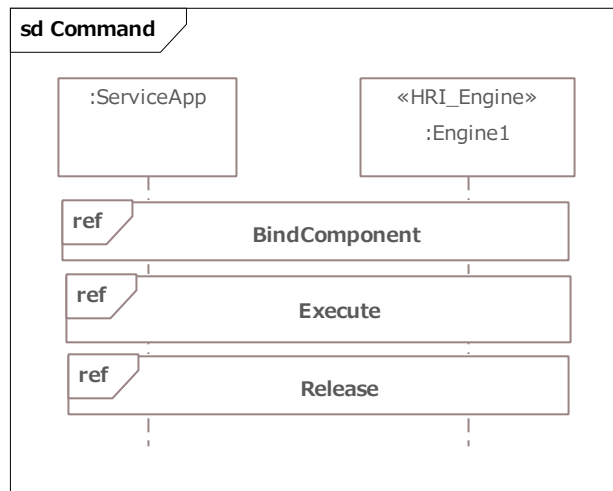 sd Command
:ServiceApp
«HRI_Engine»
:Engine1
ref
BindComponent
ref
Execute
ref
Release